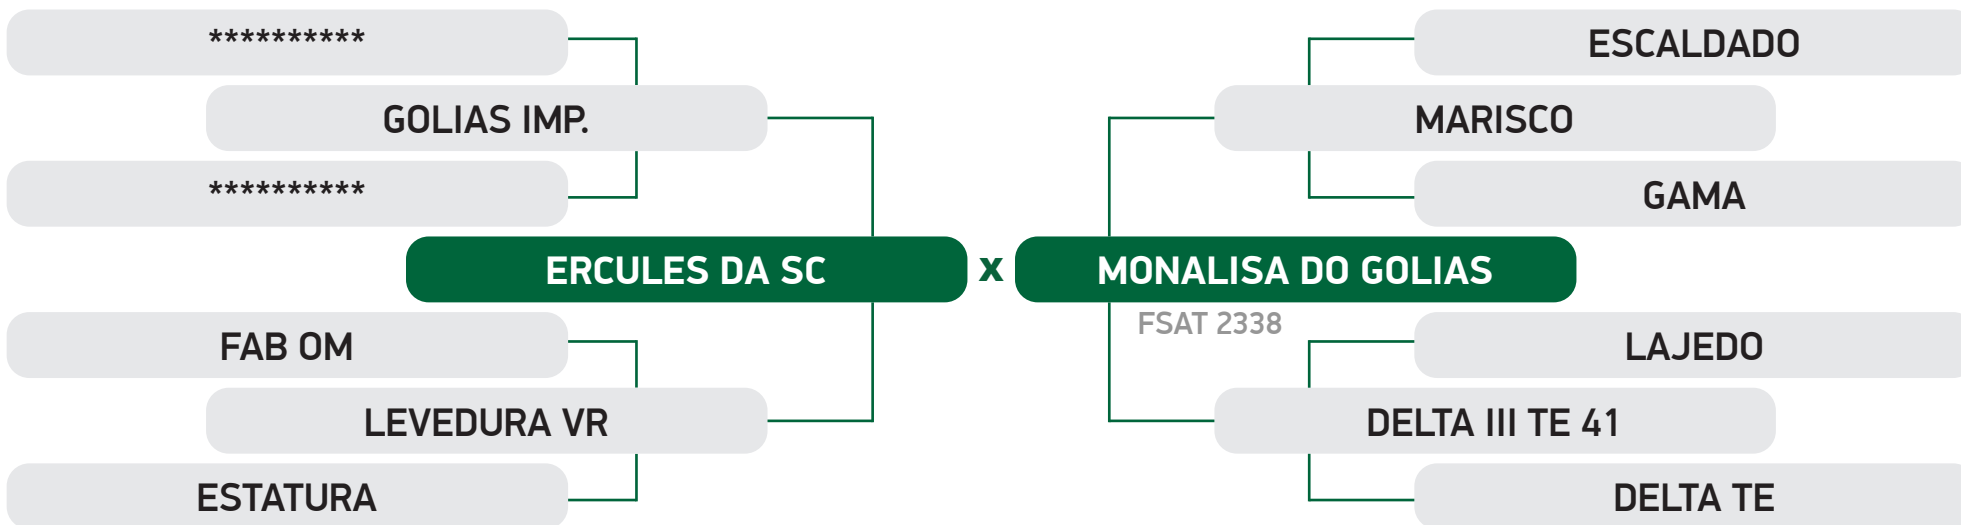 **********
ESCALDADO
GOLIAS IMP.
MARISCO
**********
GAMA
ERCULES DA SC
x
MONALISA DO GOLIAS
FSAT 2338
FAB OM
LAJEDO
LEVEDURA VR
DELTA III TE 41
ESTATURA
DELTA TE